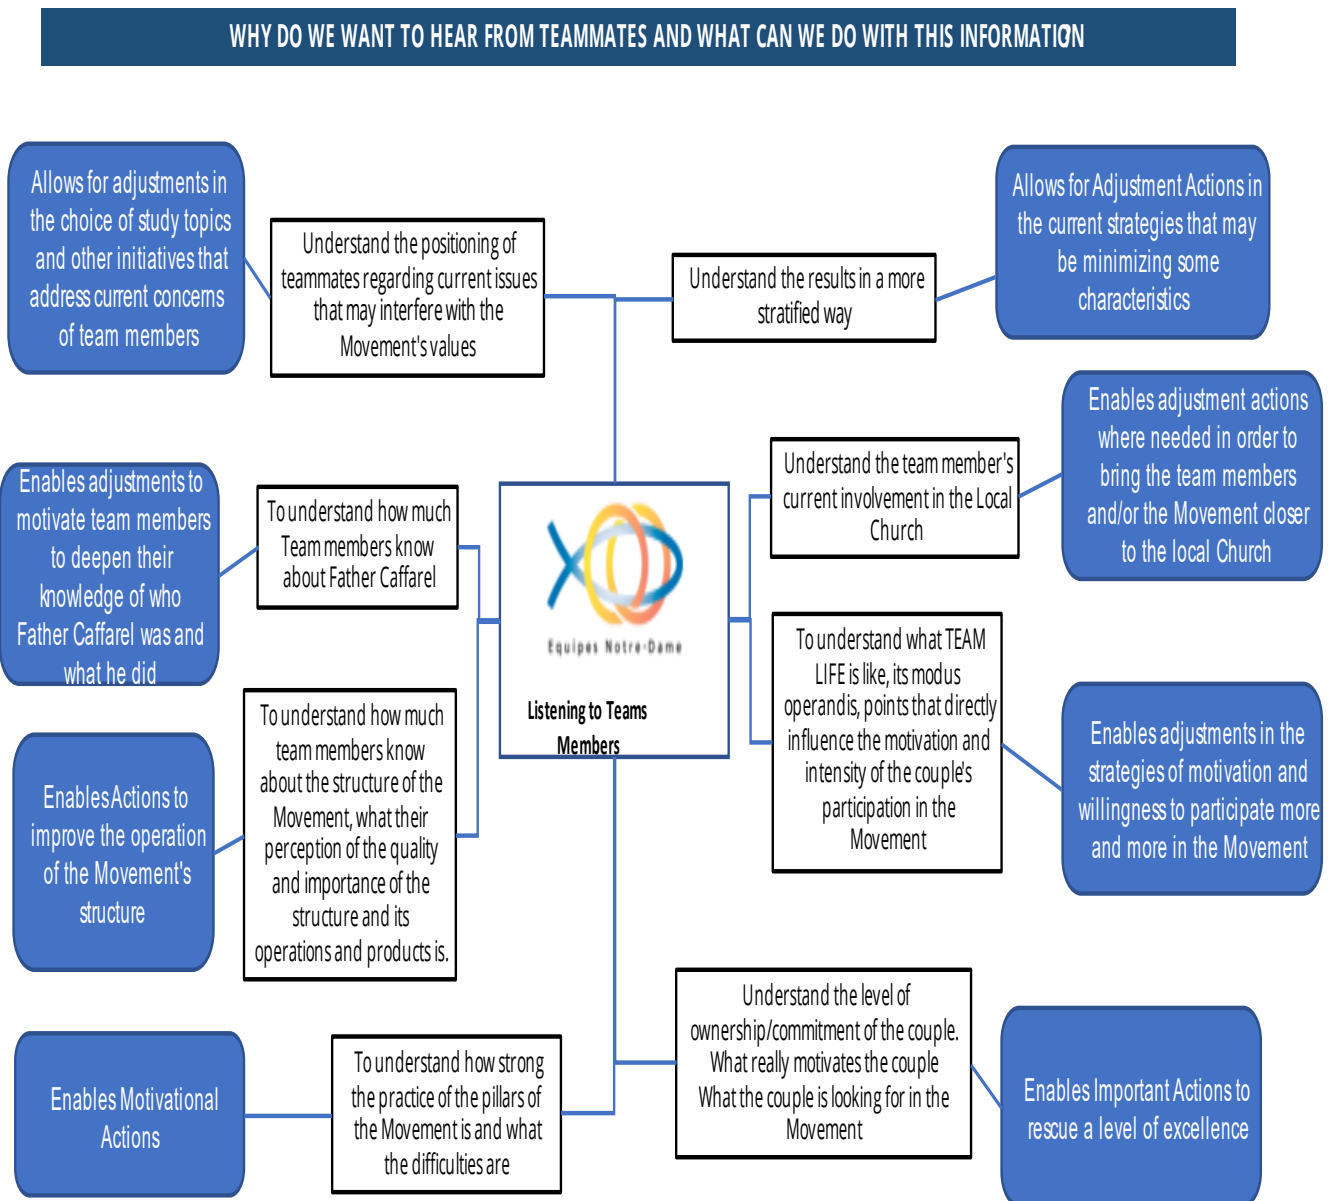 WHY DO WE WANT TO HEAR FROM TEAMMATES AND WHAT CAN WE DO WITH THIS INFORMATION?
Allows for adjustments in
the choice of study topics
and other initiatives that
address current concerns
of team members
Understand the positioning of
teammates regarding current issues
that may interfere with the
Movement's values
Understand the results in a more
stratified way
Allows for Adjustment Actions in
the current strategies that may
be minimizing some
characteristics
Enables adjustments to
motivate team members
to deepen their
knowledge of who
Father Caffarel was and
what he did
To understand how much
Team members know
about Father Caffarel
Understand the team member's
current involvement in the Local
Church
Enables adjustment actions
where needed in order to
bring the team members
and/or the Movement closer
to the local Church
Equipes Notre-Dame
Listening to Teams
Members
Enables Actions to
improve the operation
of the Movement's
structure
To understand how much
team members know
about the structure of the
Movement, what their
perception of the quality
and importance of the
structure and its
operations and products is.
To understand what TEAM
LIFE is like, its modus
operandis, points that directly
influence the motivation and
intensity of the couple's
participation in the
Movement
Enables adjustments in the
strategies of motivation and
willingness to participate more
and more in the Movement
Enables Motivational
Actions
To understand how strong
the practice of the pillars of
the Movement is and what
the difficulties are
Understand the level of
ownership/commitment of the couple.
What really motivates the couple
What the couple is looking for in the
Movement
Enables Important Actions to
rescue a level of excellence